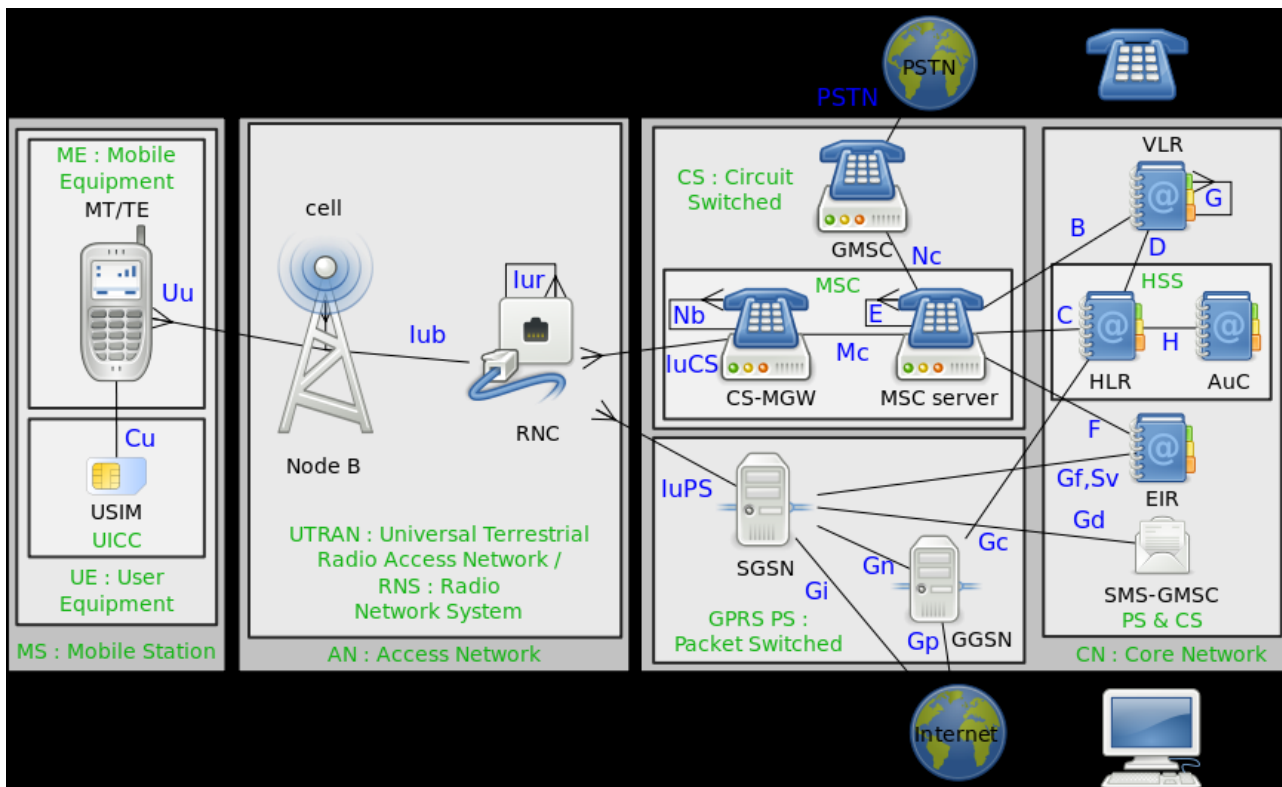 PSTN
PSTN
ME : Mobile
Equipment
MT/TE
Uu
Cu
USIM
UICC
UE : User
Equipment
MS : Mobile Station
cell
Iur
Iub
Node B
RNC
UTRAN : Universal Terrestrial
Radio Access Network /
RNS : Radio
Network System
AN : Access Network
CS : Circuit
Switched
GMSC
Nc
MSC
Nb
E
IuCS
Mc
CS-MGW
MSC server
IuPS
SGSN
Gn
Gi
GPRS PS :
Packet Switched
Gp
GGSN
VLR
G
B
D
HSS
C
H
HLR
AuC
F
Gf,Sv
EIR
Gd
Gc
SMS-GMSC
PS & CS
CN : Core Network
Internet